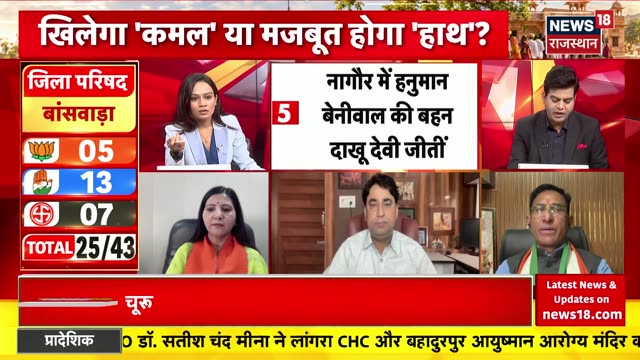 खिलेगा 'कमल' या मजबूत होगा 'हाथ'?
NEWS 18
राजस्थान
जिला परिषद
बांसवाड़ा
05
13
07
TOTAL 25/43
5
नागौर में हनुमान
बेनीवाल की बहन
दाखू देवी जीतीं
चूरू
Latest News &
Updates on
news18.com
प्रादेशिक
O डॉ. सतीश चंद मीना ने लांगरा CHC और बहादुरपुर आयुष्मान आरोग्य मंदिर